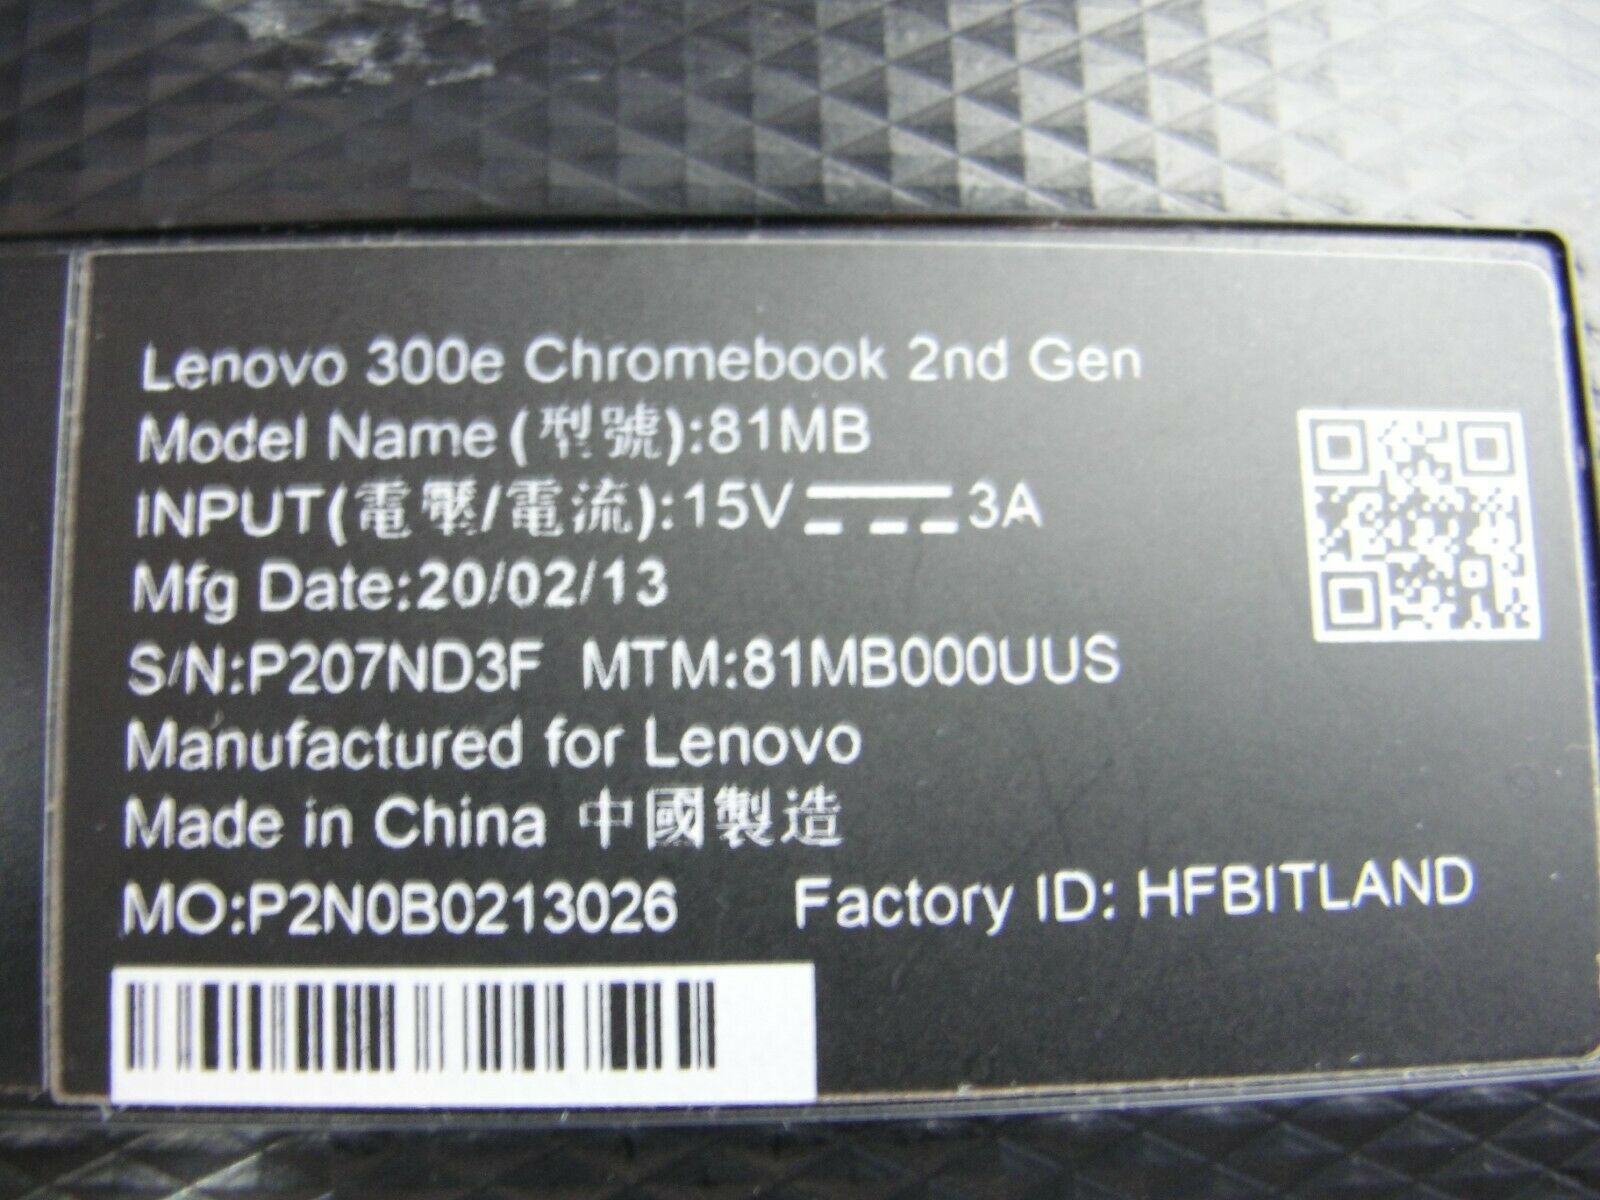 Lenovo 300e Chromebook 2nd Gen
Model Name (型號):81MB
INPUT(電壓/電流):15V⎓3A
Mfg Date:20/02/13
S/N:P207ND3F MTM:81MB000UUS
Manufactured for Lenovo
Made in China 中國製造
MO:P2N0B0213026 Factory ID: HFBITLAND